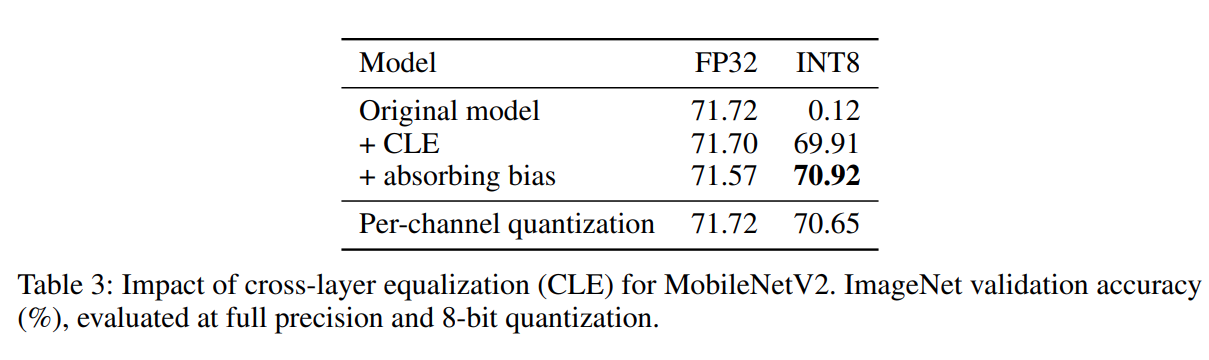 Model FP32 INT8
Original model 71.72 0.12
+ CLE 71.70 69.91
+ absorbing bias 71.57 70.92
Per-channel quantization 71.72 70.65
Table 3: Impact of cross-layer equalization (CLE) for MobileNetV2. ImageNet validation accuracy
(%), evaluated at full precision and 8-bit quantization.